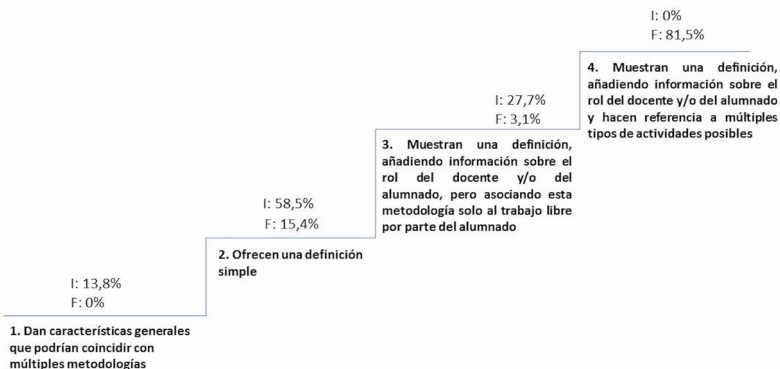 I: 0%
F: 81,5%
4. Muestran una definición,
añadiendo información sobre el
rol del docente y/o del alumnado
y hacen referencia a múltiples
tipos de actividades posibles
I: 27,7%
F: 3,1%
3. Muestran una definición,
añadiendo información sobre el
rol del docente y/o del
alumnado, pero asociando esta
metodología solo al trabajo libre
por parte del alumnado
I: 58,5%
F: 15,4%
2. Ofrecen una definición
simple
I: 13,8%
F: 0%
1. Dan características generales
que podrían coincidir con
múltiples metodologías